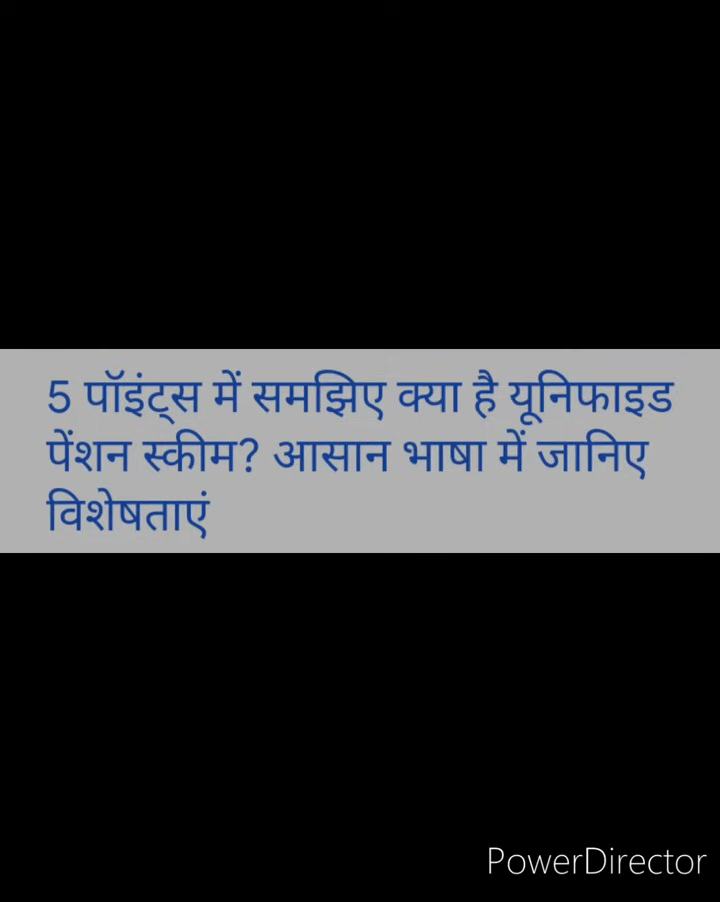 5 पॉइंट्स में समझिए क्या है यूनिफाइड
पेंशन स्कीम? आसान भाषा में जानिए
विशेषताएं
PowerDirector